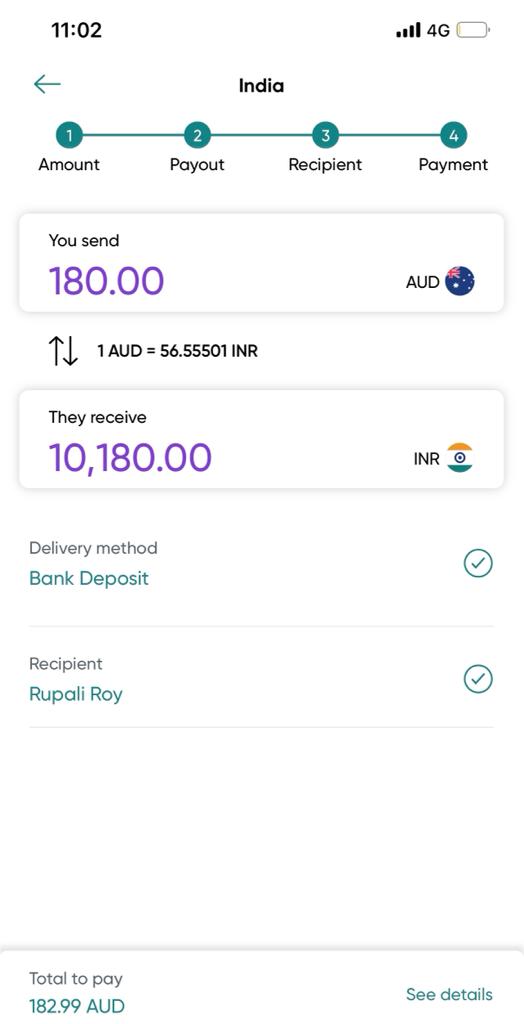 11:02
4G
India
1 2 3 4
Amount Payout Recipient Payment
You send
180.00 AUD
1 AUD = 56.55501 INR
They receive
10,180.00 INR
Delivery method
Bank Deposit
Recipient
Rupali Roy
Total to pay
182.99 AUD
See details